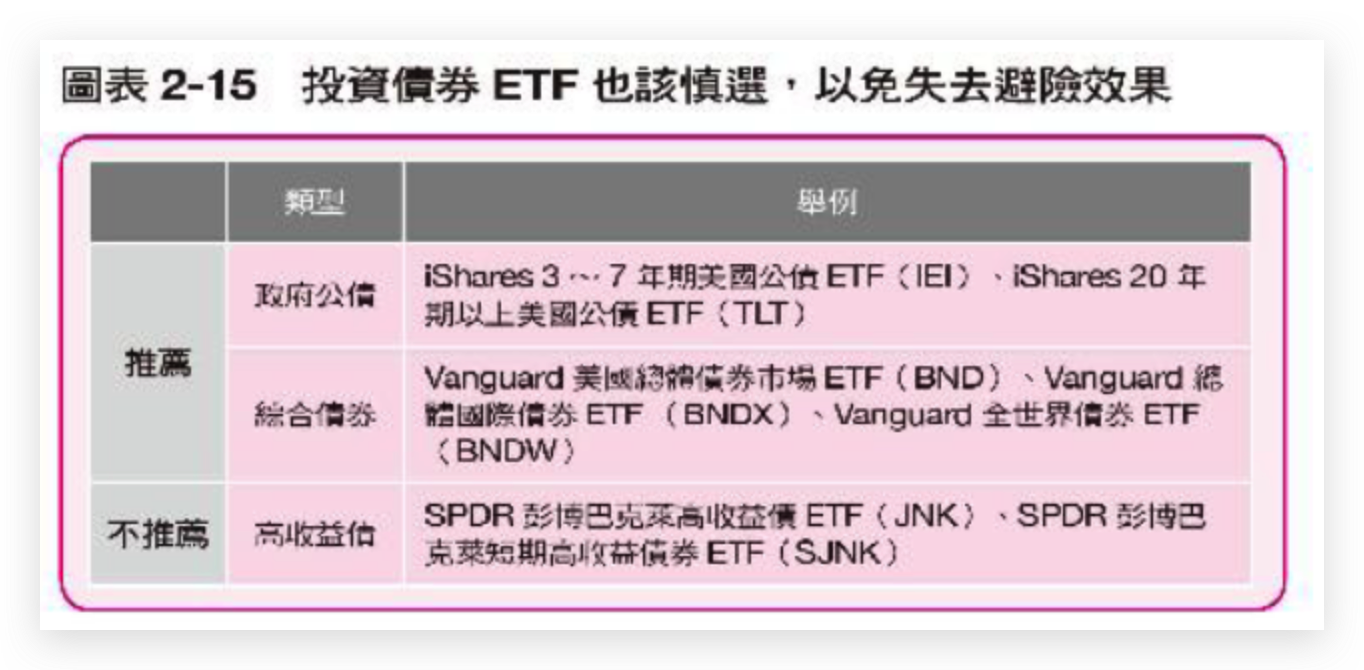 圖表 2-15 投資債券 ETF 也該慎選，以免失去避險效果
類型 舉例
推薦
政府公債
iShares 3 ～ 7 年期美國公債 ETF（IEI）、iShares 20 年
期以上美國公債 ETF（TLT）
綜合債券
Vanguard 美國總體債券市場 ETF（BND）、Vanguard 總
體國際債券 ETF （BNDX）、Vanguard 全世界債券 ETF
（BNDW）
不推薦
高收益債
SPDR 彭博巴克萊高收益債 ETF（JNK）、SPDR 彭博巴
克萊短期高收益債券 ETF（SJNK）